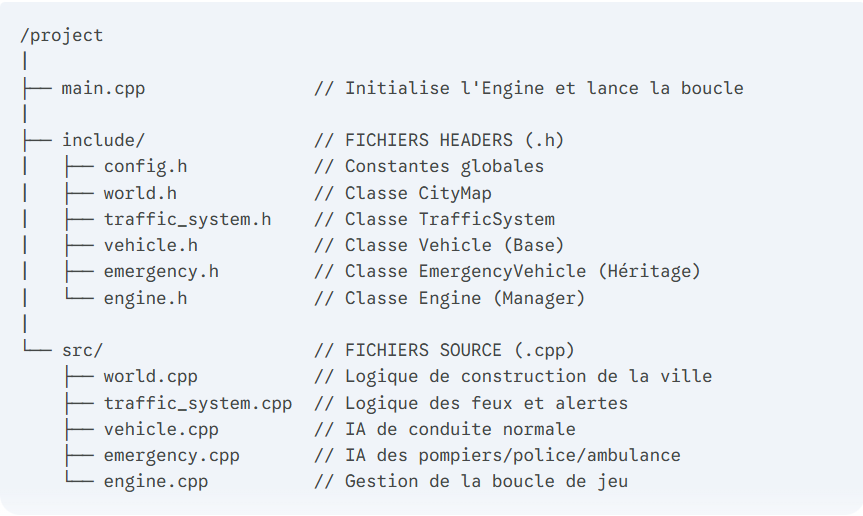 /project
│
├── main.cpp                // Initialise l'Engine et lance la boucle
│
├── include/                // FICHIERS HEADERS (.h)
│   ├── config.h            // Constantes globales
│   ├── world.h             // Classe CityMap
│   ├── traffic_system.h    // Classe TrafficSystem
│   ├── vehicle.h           // Classe Vehicle (Base)
│   ├── emergency.h         // Classe EmergencyVehicle (Héritage)
│   └── engine.h            // Classe Engine (Manager)
│
└── src/                    // FICHIERS SOURCE (.cpp)
    ├── world.cpp           // Logique de construction de la ville
    ├── traffic_system.cpp  // Logique des feux et alertes
    ├── vehicle.cpp         // IA de conduite normale
    ├── emergency.cpp       // IA des pompiers/police/ambulance
    └── engine.cpp          // Gestion de la boucle de jeu